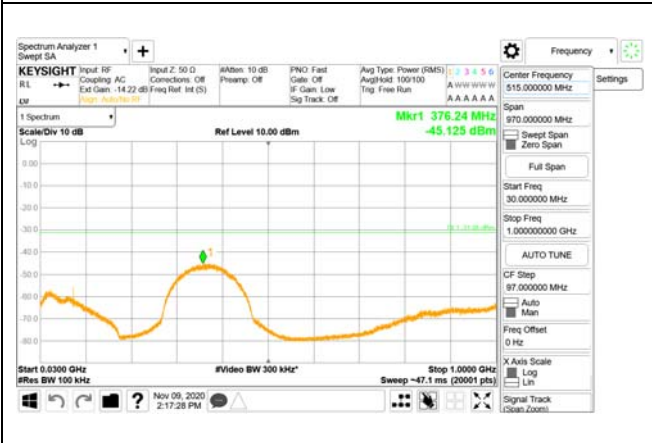 Spectrum Analyzer 1
Swept SA
Frequency
KEYSIGHT
Input: RF
Input Z: 50 Ω
#Atten: 10 dB
PNO: Fast
Avg Type: Power (RMS)
1 2 3 4 5 6
RL
Coupling: AC
Corrections: Off
Preamp: Off
Gate: Off
Avg|Hold: 100/100
A W W W W W
Ext Gain: -14.22 dB
Freq Ref: Int (S)
IF Gain: Low
Trig: Free Run
Align: Auto/No RF
Sig Track: Off
A A A A A A
1 Spectrum
Mkr1 376.24 MHz
Scale/Div 10 dB
Ref Level 10.00 dBm
-45.125 dBm
Log
0.00
-10.0
-20.0
-30.0
-40.0
-50.0
-60.0
-70.0
-80.0
1
Start 0.0300 GHz
#Video BW 300 kHz*
Stop 1.0000 GHz
#Res BW 100 kHz
Sweep ~47.1 ms (20001 pts)
Nov 09, 2020
2:17:28 PM
?
Center Frequency
515.000000 MHz
Settings
Span
970.000000 MHz
Swept Span
Zero Span
Full Span
Start Freq
30.000000 MHz
Stop Freq
1.000000000 GHz
AUTO TUNE
CF Step
97.000000 MHz
Auto
Man
Freq Offset
0 Hz
X Axis Scale
Log
Lin
Signal Track
(Span Zoom)